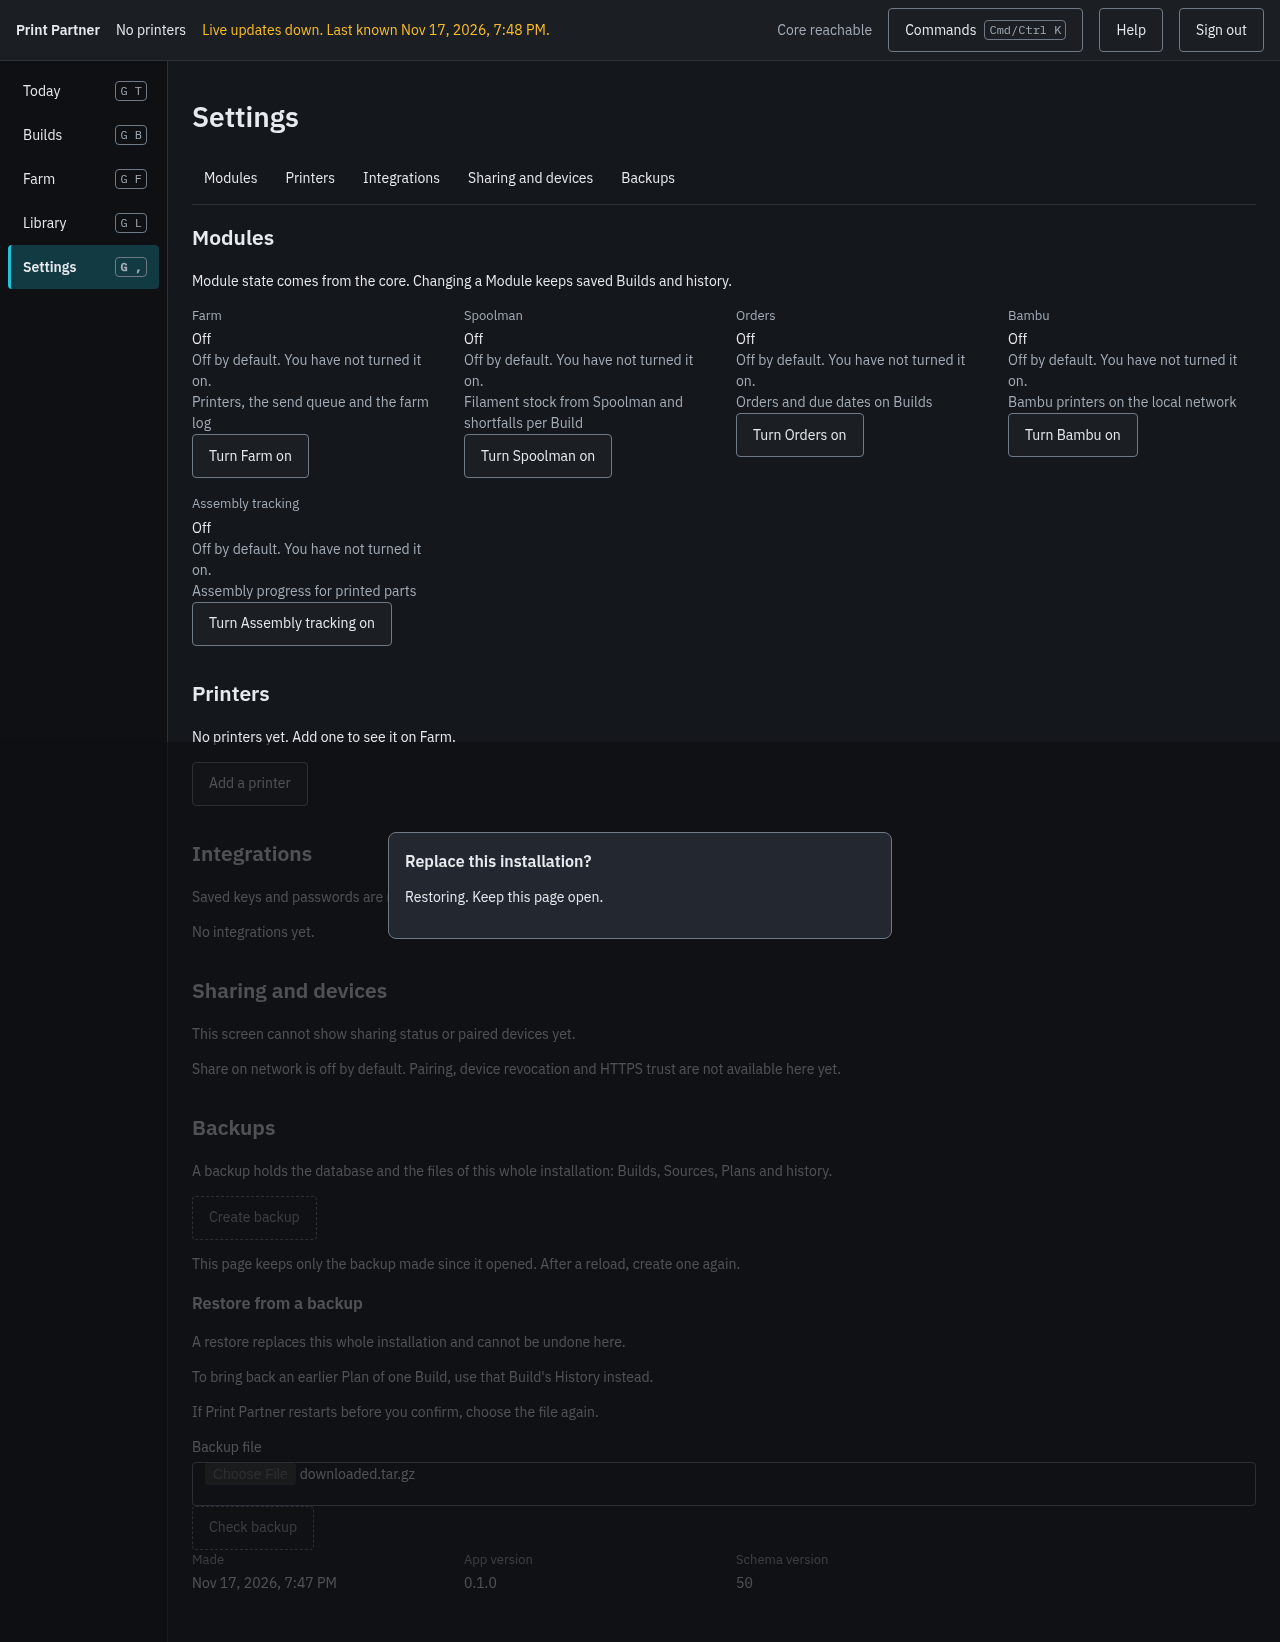 Print Partner No printers Live updates down. Last known Nov 17, 2026, 7:48 PM. Core reachable Commands Cmd/Ctrl K Help Sign out
Today G T
Builds G B
Farm G F
Library G L
Settings G ,
Settings
Modules Printers Integrations Sharing and devices Backups
Modules
Module state comes from the core. Changing a Module keeps saved Builds and history.
Farm
Off
Off by default. You have not turned it
on.
Printers, the send queue and the farm
log
Turn Farm on
Spoolman
Off
Off by default. You have not turned it
on.
Filament stock from Spoolman and
shortfalls per Build
Turn Spoolman on
Orders
Off
Off by default. You have not turned it
on.
Orders and due dates on Builds
Turn Orders on
Bambu
Off
Off by default. You have not turned it
on.
Bambu printers on the local network
Turn Bambu on
Assembly tracking
Off
Off by default. You have not turned it
on.
Assembly progress for printed parts
Turn Assembly tracking on
Printers
No printers yet. Add one to see it on Farm.
Add a printer
Integrations
Saved keys and passwords are
No integrations yet.
Replace this installation?
Restoring. Keep this page open.
Sharing and devices
This screen cannot show sharing status or paired devices yet.
Share on network is off by default. Pairing, device revocation and HTTPS trust are not available here yet.
Backups
A backup holds the database and the files of this whole installation: Builds, Sources, Plans and history.
Create backup
This page keeps only the backup made since it opened. After a reload, create one again.
Restore from a backup
A restore replaces this whole installation and cannot be undone here.
To bring back an earlier Plan of one Build, use that Build's History instead.
If Print Partner restarts before you confirm, choose the file again.
Backup file
Choose File downloaded.tar.gz
Check backup
Made
Nov 17, 2026, 7:47 PM
App version
0.1.0
Schema version
50